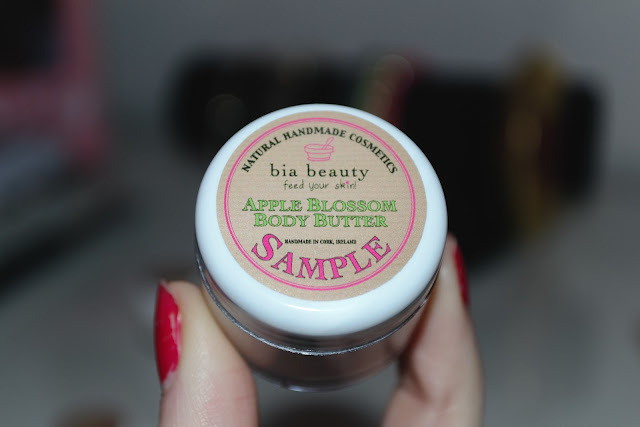 NATURAL HANDMADE COSMETICS
bia beauty
feed your skin!
APPLE BLOSSOM
BODY BUTTER
HANDMADE IN CORK, IRELAND
SAMPLE